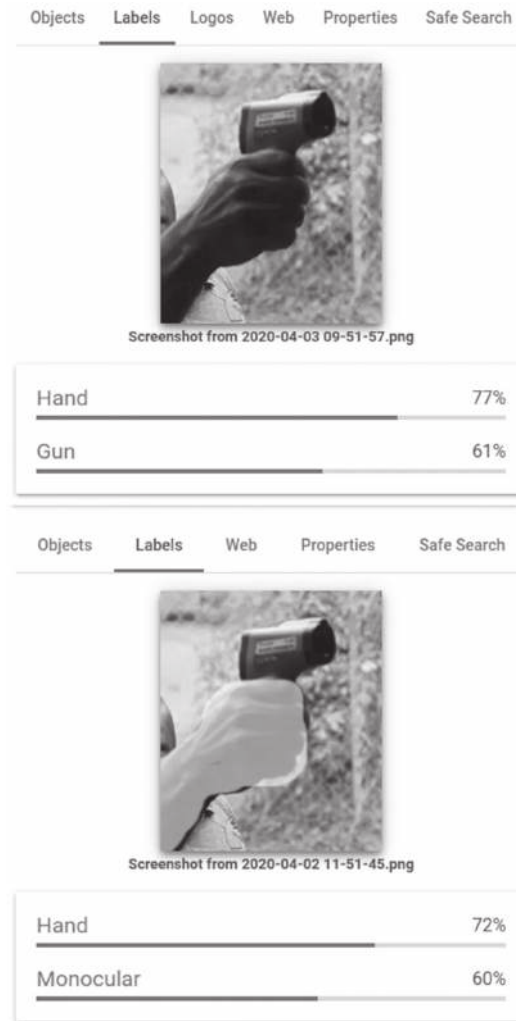 Objects Labels Logos Web Properties Safe Search
Screenshot from 2020-04-03 09-51-57.png
Hand 77%
Gun 61%
Objects Labels Web Properties Safe Search
Screenshot from 2020-04-02 11-51-45.png
Hand 72%
Monocular 60%